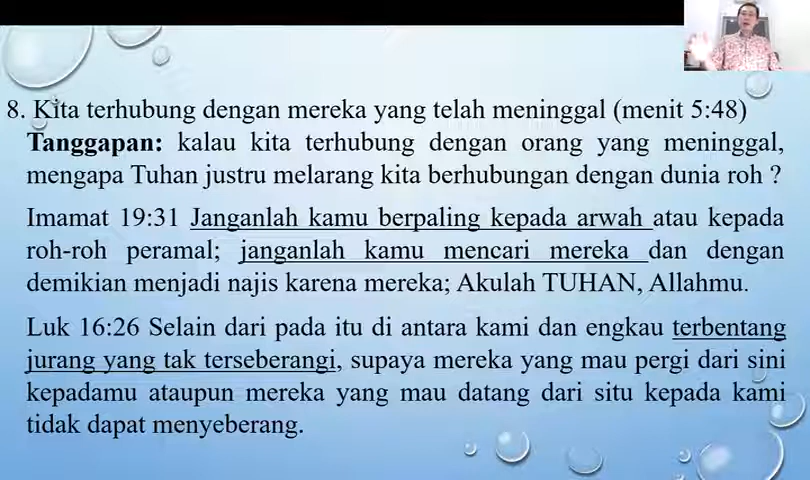 8. Kita terhubung dengan mereka yang telah meninggal (menit 5:48)
Tanggapan: kalau kita terhubung dengan orang yang meninggal,
mengapa Tuhan justru melarang kita berhubungan dengan dunia roh ?
Imamat 19:31 Janganlah kamu berpaling kepada arwah atau kepada
roh-roh peramal; janganlah kamu mencari mereka dan dengan
demikian menjadi najis karena mereka; Akulah TUHAN, Allahmu.
Luk 16:26 Selain dari pada itu di antara kami dan engkau terbentang
jurang yang tak terseberangi, supaya mereka yang mau pergi dari sini
kepadamu ataupun mereka yang mau datang dari situ kepada kami
tidak dapat menyeberang.